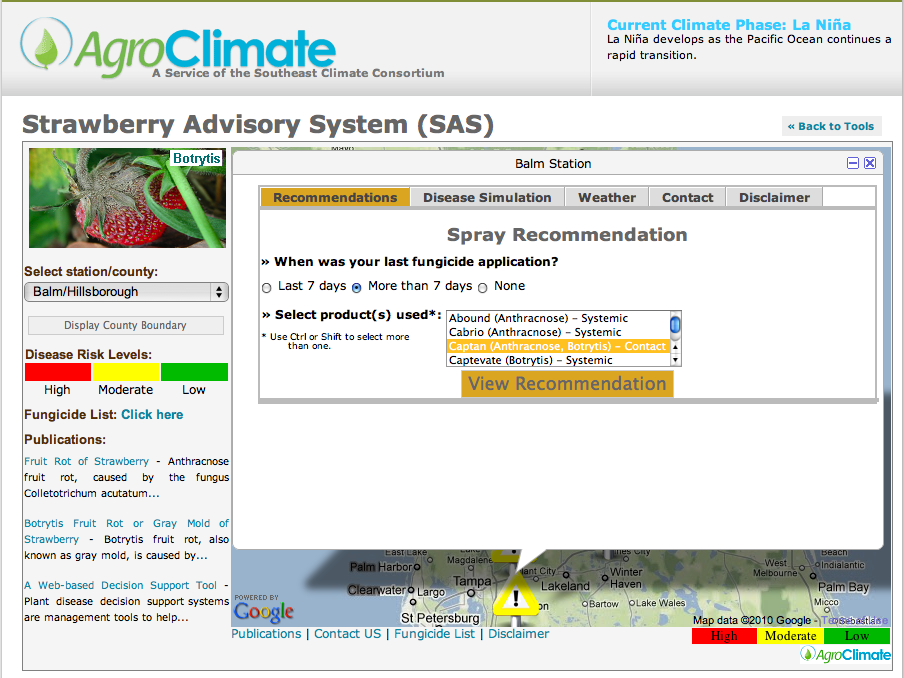 AgroClimate
A Service of the Southeast Climate Consortium
Current Climate Phase: La Niña
La Niña develops as the Pacific Ocean continues a
rapid transition.
Strawberry Advisory System (SAS)
« Back to Tools
Botrytis
Select station/county:
Balm/Hillsborough
Display County Boundary
Disease Risk Levels:
High Moderate Low
Fungicide List: Click here
Publications:
Fruit Rot of Strawberry - Anthracnose
fruit rot, caused by the fungus
Colletotrichum acutatum...
Botrytis Fruit Rot or Gray Mold of
Strawberry - Botrytis fruit rot, also
known as gray mold, is caused by...
A Web-based Decision Support Tool -
Plant disease decision support systems
are management tools to help...
Mayo
Balm Station
Recommendations Disease Simulation Weather Contact Disclaimer
Spray Recommendation
» When was your last fungicide application?
Last 7 days More than 7 days None
» Select product(s) used*:
* Use Ctrl or Shift to select more
than one.
Abound (Anthracnose) - Systemic
Cabrio (Anthracnose) - Systemic
Captan (Anthracnose, Botrytis) - Contact
Captevate (Botrytis) - Systemic
View Recommendation
East Lake
Lake
Magdalene
Palm Harbor
Clearwater
Largo
Tampa
St Petersburg
ant City
Lakeland
Winter
Haven
Bartow
Lake Wales
West
Melbourne
Beach
Indialantic
Palm Bay
Micco
Sebastian
!
POWERED BY
Google
Map data ©2010 Google -
High Moderate Low
Publications | Contact US | Fungicide List | Disclaimer
AgroClimate